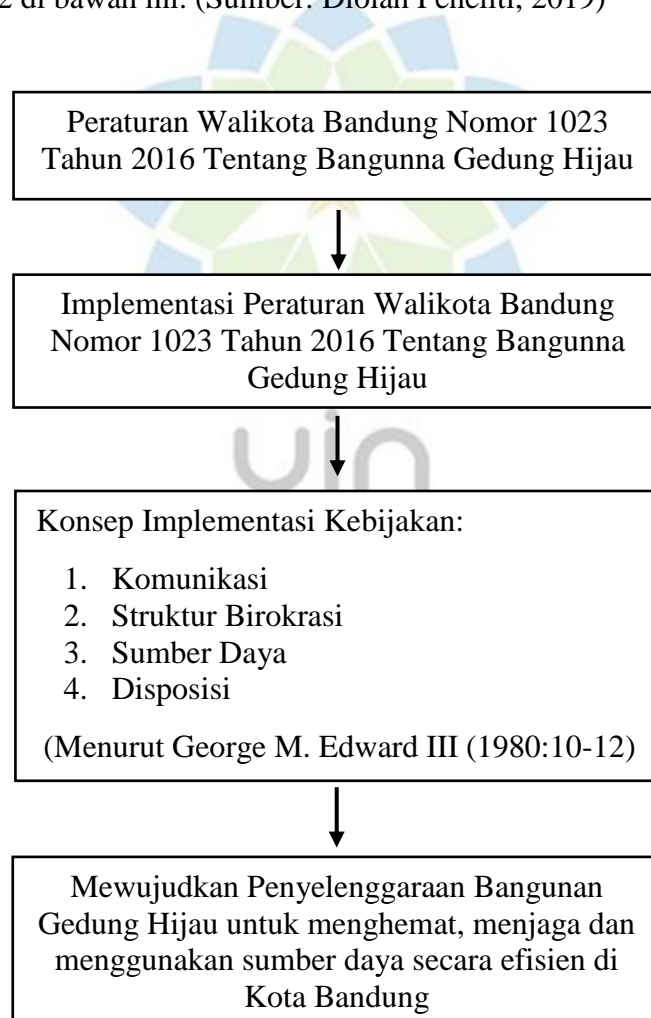 2 di bawah ini. (Sumber: Diolah Peneliti, 2019)
Peraturan Walikota Bandung Nomor 1023
Tahun 2016 Tentang Bangunna Gedung Hijau
Implementasi Peraturan Walikota Bandung
Nomor 1023 Tahun 2016 Tentang Bangunna
Gedung Hijau
uin
Konsep Implementasi Kebijakan:
1. Komunikasi
2. Struktur Birokrasi
3. Sumber Daya
4. Disposisi
(Menurut George M. Edward III (1980:10-12)
Mewujudkan Penyelenggaraan Bangunan
Gedung Hijau untuk menghemat, menjaga dan
menggunakan sumber daya secara efisien di
Kota Bandung